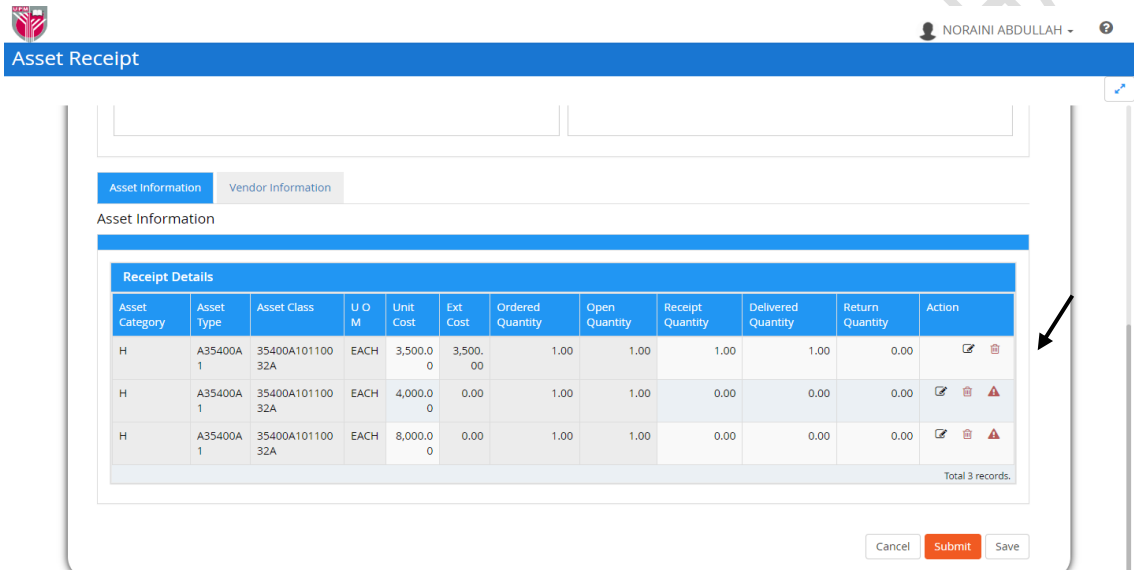 UPM
NORAINI ABDULLAH
Asset Receipt
Asset Information Vendor Information
Asset Information
Receipt Details
Asset Category Asset Type Asset Class U O M Unit Cost Ext Cost Ordered Quantity Open Quantity Receipt Quantity Delivered Quantity Return Quantity Action
H A35400A1 35400A10110032A EACH 3,500.00 3,500.00 1.00 1.00 1.00 1.00 0.00
H A35400A1 35400A10110032A EACH 4,000.00 0.00 1.00 1.00 0.00 0.00 0.00
H A35400A1 35400A10110032A EACH 8,000.00 0.00 1.00 1.00 0.00 0.00 0.00
Total 3 records.
Cancel Submit Save